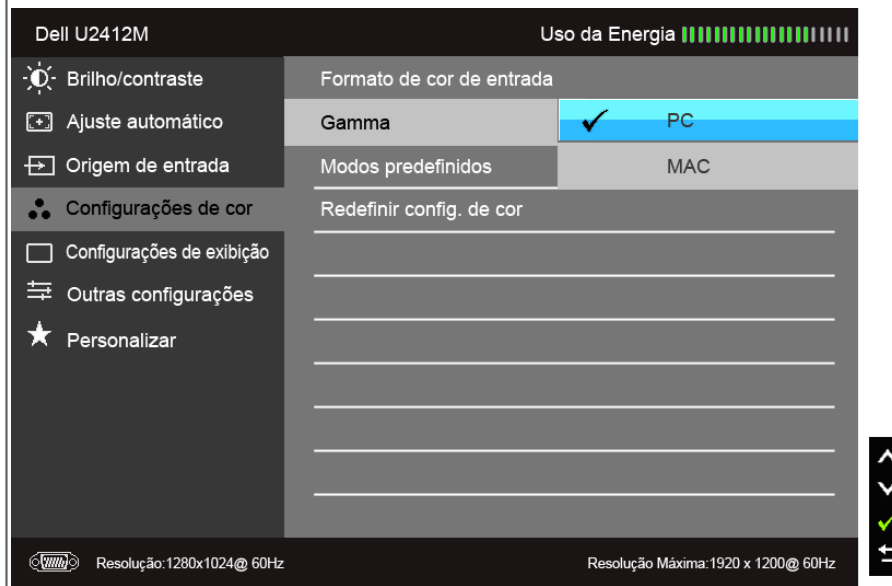 Dell U2412M
Uso da Energia
Brilho/contraste
Formato de cor de entrada
Ajuste automático
Gamma
PC
Origem de entrada
Modos predefinidos
MAC
Configurações de cor
Redefinir config. de cor
Configurações de exibição
Outras configurações
Personalizar
Resolução:1280x1024@ 60Hz
Resolução Máxima:1920 x 1200@ 60Hz